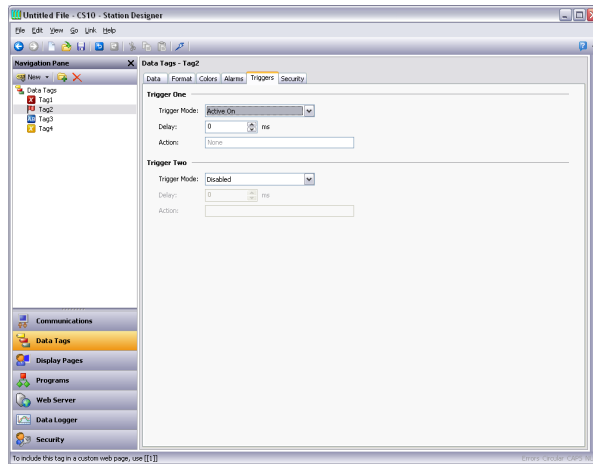 Untitled File - CS10 - Station Designer
File Edit View Go Link Help
Navigation Pane
New
Data Tags
Tag1
Tag2
Tag3
Tag4
Communications
Data Tags
Display Pages
Programs
Web Server
Data Logger
Security
Data Tags - Tag2
Data Format Colors Alarms Triggers Security
Trigger One
Trigger Mode: Active On
Delay: 0 ms
Action: None
Trigger Two
Trigger Mode: Disabled
Delay: 0 ms
Action:
To include this tag in a custom web page, use [[1]]
Errors Circular CAPS